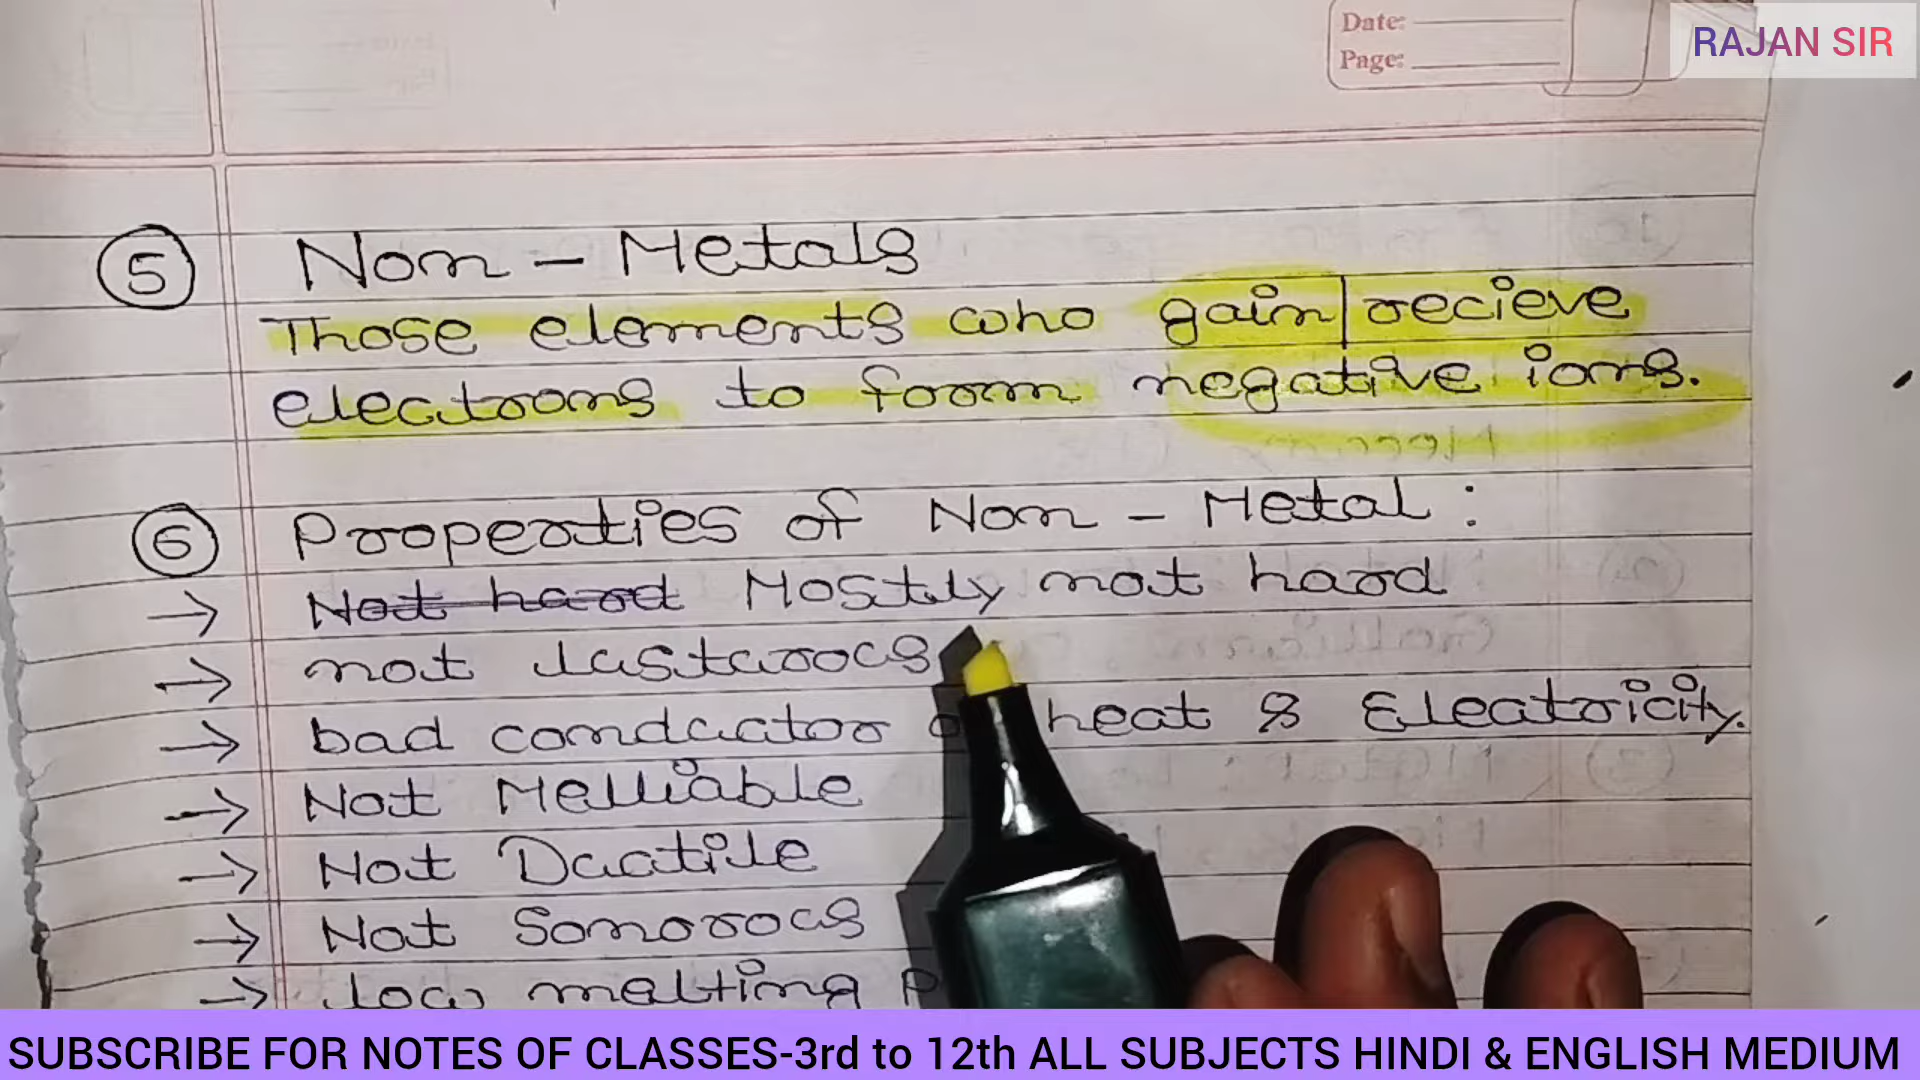 Date:
Page:
RAJAN SIR
5 Non - Metals
Those elements who gain/recieve
electrons to form negative ions.
6 Properties of Non - Metal :
→ Not hard Mostly not hard
→ not lustarous
→ bad conductor heat & Electricity.
→ Not Melliable
→ Not Ductile
→ Not Sonorous
→ low melting
SUBSCRIBE FOR NOTES OF CLASSES-3rd to 12th ALL SUBJECTS HINDI & ENGLISH MEDIUM